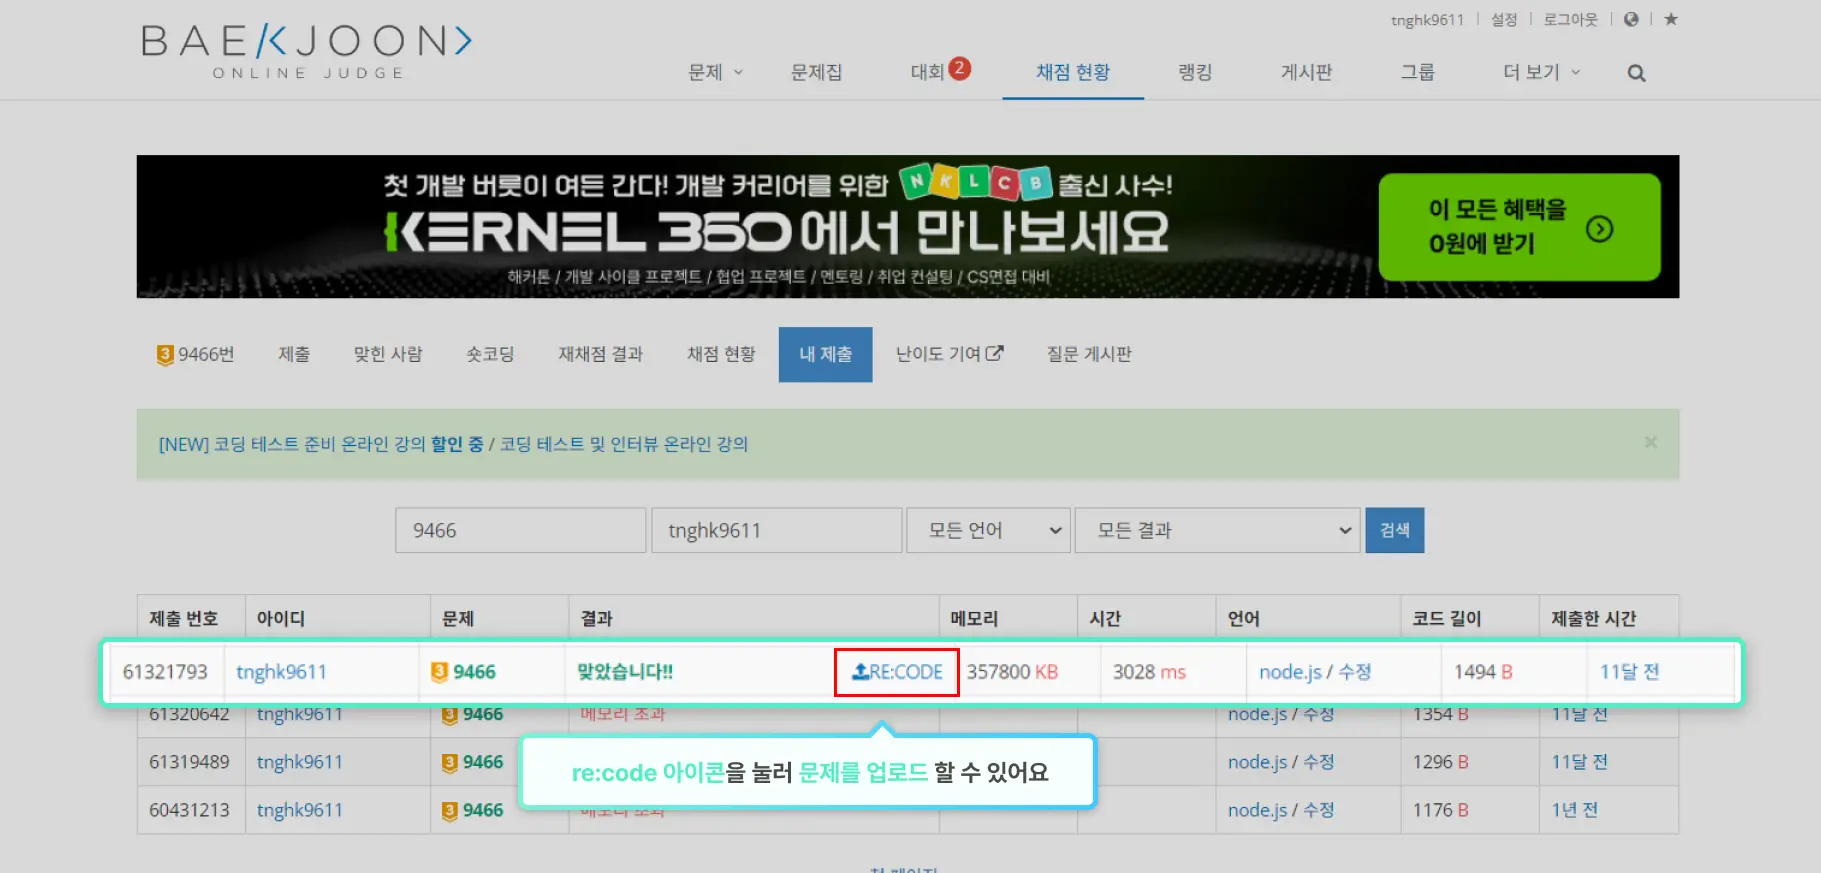 tnghk9611 설정 로그아웃
BAEKJOON>
ONLINE JUDGE
문제 문제집 대회 2 채점 현황 랭킹 게시판 그룹 더 보기
첫 개발 버릇이 여든 간다! 개발 커리어를 위한 N K L C B 출신 사수!
KERNEL 360에서 만나보세요
해커톤 / 개발 사이클 프로젝트 / 협업 프로젝트 / 멘토링 / 취업 컨설팅 / CS면접 대비
이 모든 혜택을
0원에 받기
3 9466번 제출 맞힌 사람 숏코딩 재채점 결과 채점 현황 내 제출 난이도 기여 질문 게시판
[NEW] 코딩 테스트 준비 온라인 강의 할인 중 / 코딩 테스트 및 인터뷰 온라인 강의 ×
9466 tnghk9611 모든 언어 모든 결과 검색
제출 번호 아이디 문제 결과 메모리 시간 언어 코드 길이 제출한 시간
61321793 tnghk9611 3 9466 맞았습니다!! RE:CODE 357800 KB 3028 ms node.js / 수정 1494 B 11달 전
61320642 tnghk9611 3 9466 메모리 초과 node.js / 수정 1354 B 11달 전
61319489 tnghk9611 3 9466 node.js / 수정 1296 B 11달 전
re:code 아이콘을 눌러 문제를 업로드 할 수 있어요
60431213 tnghk9611 3 9466 메모리 초과 node.js / 수정 1176 B 1년 전